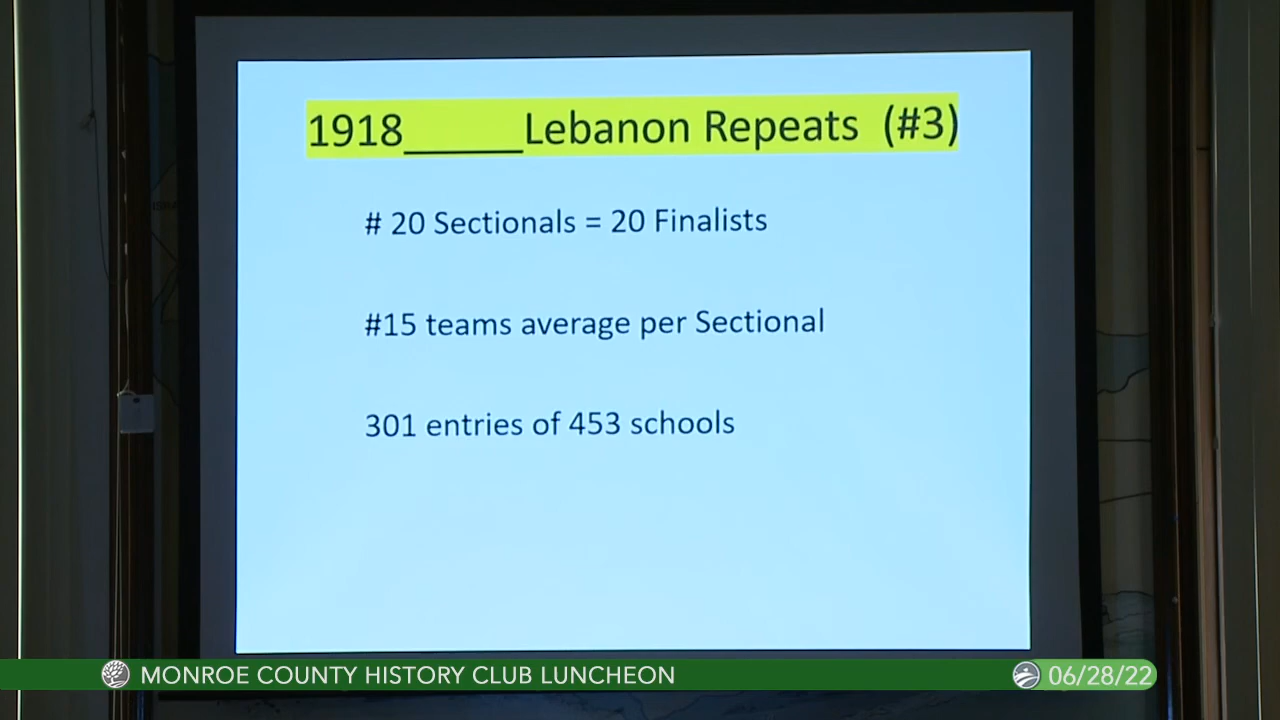 1918_____Lebanon Repeats (#3)
# 20 Sectionals = 20 Finalists
#15 teams average per Sectional
301 entries of 453 schools
MONROE COUNTY HISTORY CLUB LUNCHEON
06/28/22